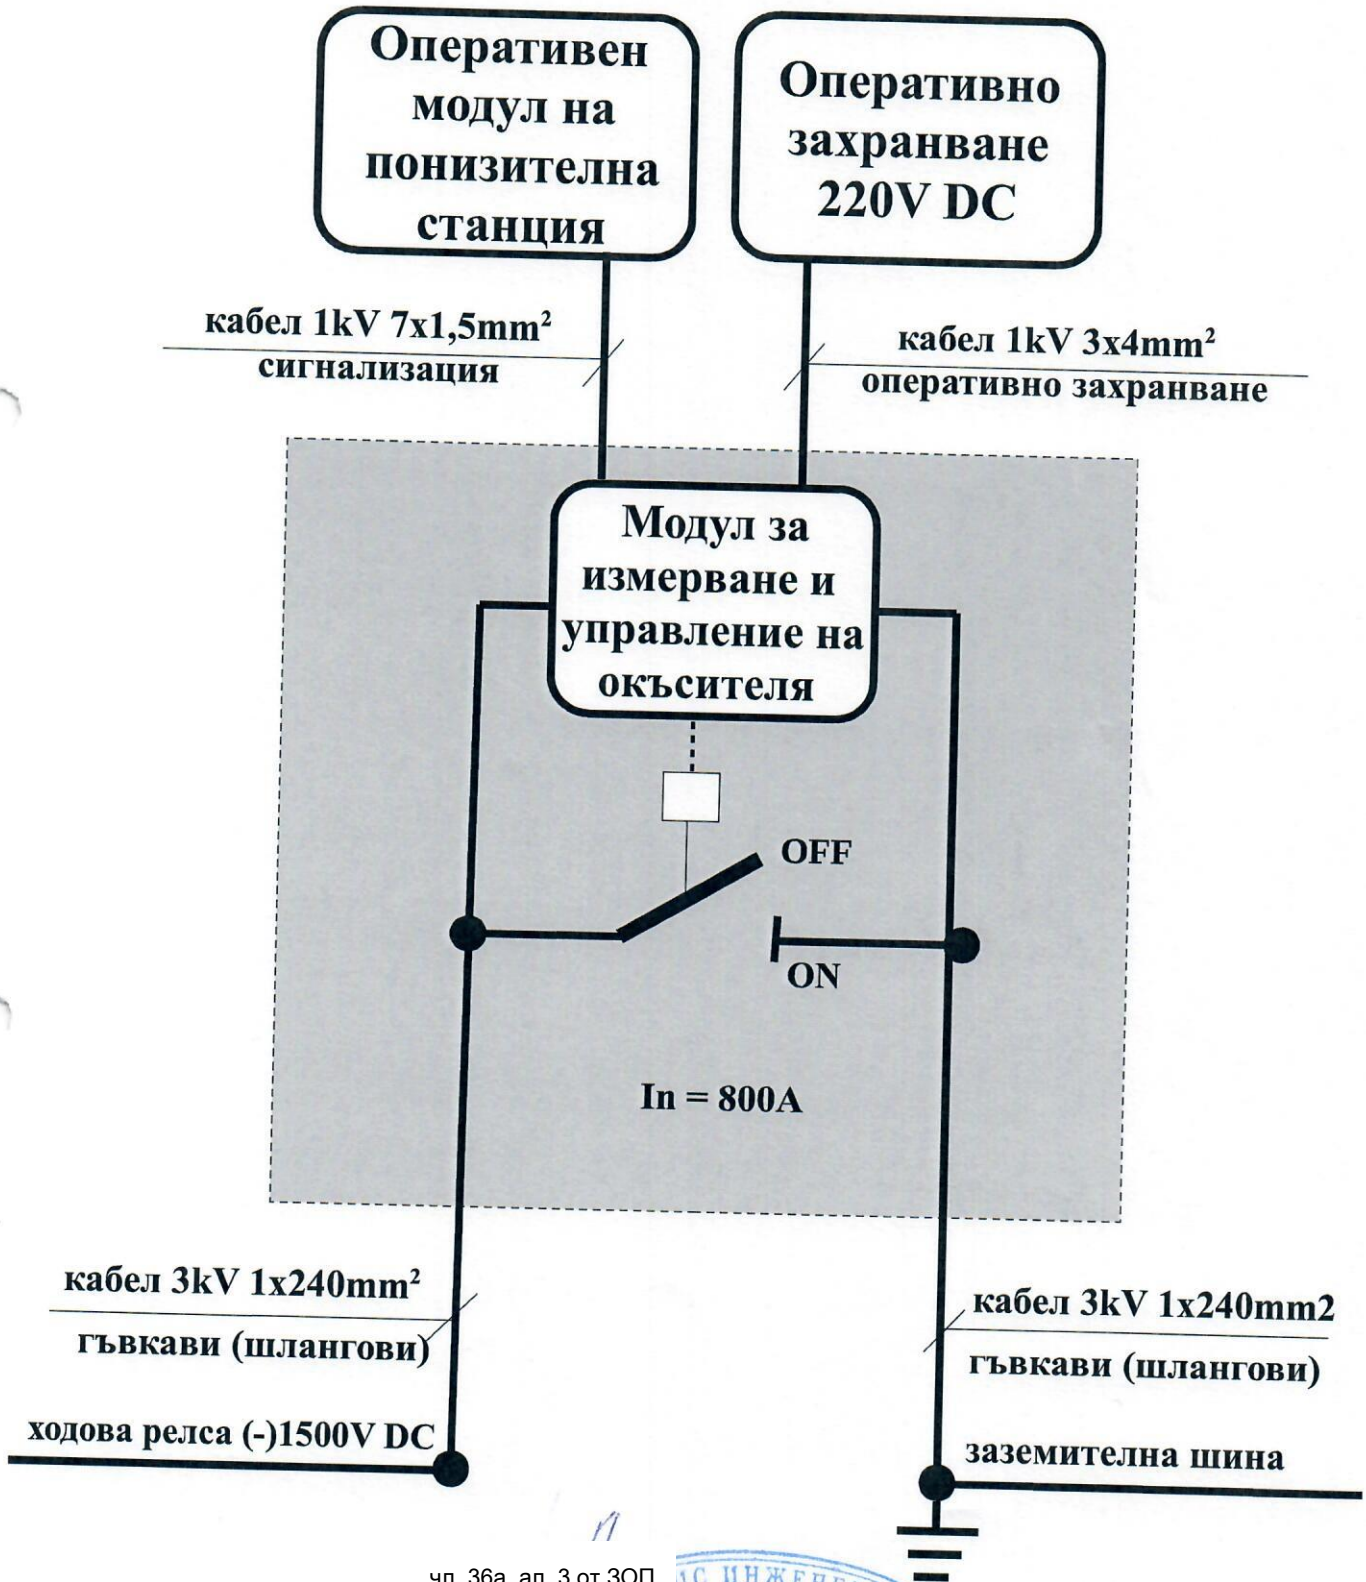 Оперативен
модул на
понизителна
станция
Оперативно
захранване
220V DC
кабел 1kV 7x1,5mm²
сигнализация
кабел 1kV 3x4mm²
оперативно захранване
Модул за
измерване и
управление на
окъсителя
OFF
ON
In = 800A
кабел 3kV 1x240mm²
гъвкави (шлангови)
кабел 3kV 1x240mm2
гъвкави (шлангови)
ходова релса (-)1500V DC
заземителна шина
чл. 36а, ал. 3 от ЗОП